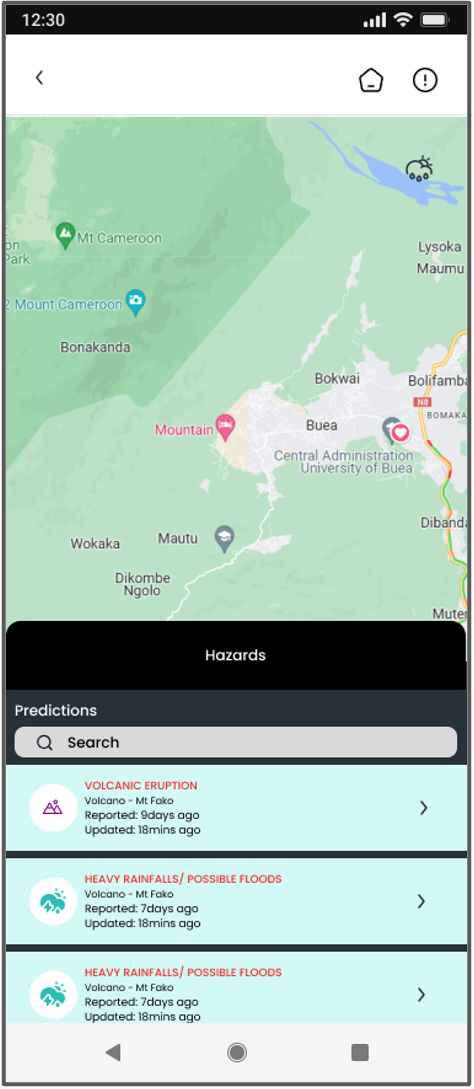 12:30
Mt Cameroon
on
Park
Lysoka
Maumu
2 Mount Cameroon
Bonakanda
Bokwai
Bolifamba
N8
BOMAKA
Mountain
Buea
Central Administration
University of Buea
Dibanda
Wokaka
Mautu
Dikombe
Ngolo
Muten
Hazards
Predictions
Search
VOLCANIC ERUPTION
Volcano - Mt Fako
Reported: 9days ago
Updated: 18mins ago
HEAVY RAINFALLS/ POSSIBLE FLOODS
Volcano - Mt Fako
Reported: 7days ago
Updated: 18mins ago
HEAVY RAINFALLS/ POSSIBLE FLOODS
Volcano - Mt Fako
Reported: 7days ago
Updated: 18mins ago